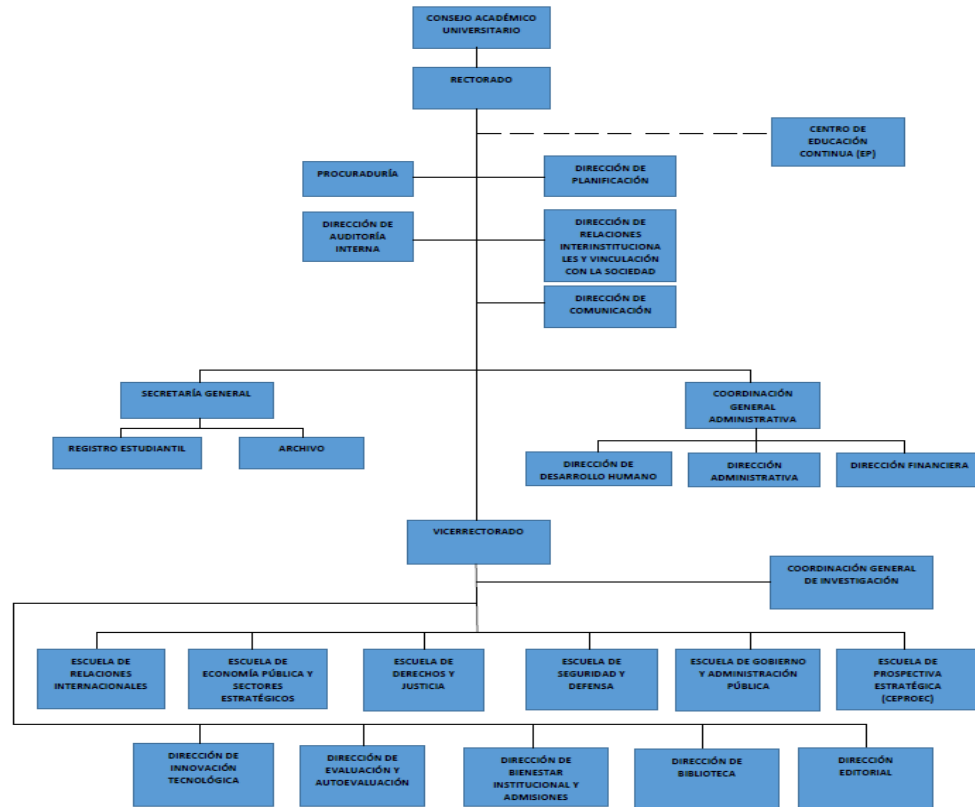 CONSEJO ACADÉMICO
UNIVERSITARIO
RECTORADO
CENTRO DE
EDUCACIÓN
CONTINUA (EP)
PROCURADURÍA
DIRECCIÓN DE
PLANIFICACIÓN
DIRECCIÓN DE
AUDITORÍA
INTERNA
DIRECCIÓN DE
RELACIONES
INTERINSTITUCIONA
LES Y VINCULACIÓN
CON LA SOCIEDAD
DIRECCIÓN DE
COMUNICACIÓN
SECRETARÍA GENERAL
COORDINACIÓN
GENERAL
ADMINISTRATIVA
REGISTRO ESTUDIANTIL
ARCHIVO
DIRECCIÓN DE
DESARROLLO HUMANO
DIRECCIÓN
ADMINISTRATIVA
DIRECCIÓN FINANCIERA
VICERRECTORADO
COORDINACIÓN GENERAL
DE INVESTIGACIÓN
ESCUELA DE
RELACIONES
INTERNACIONALES
ESCUELA DE
ECONOMÍA PÚBLICA Y
SECTORES
ESTRATÉGICOS
ESCUELA DE
DERECHOS Y
JUSTICIA
ESCUELA DE
SEGURIDAD Y
DEFENSA
ESCUELA DE GOBIERNO
Y ADMINISTRACIÓN
PÚBLICA
ESCUELA DE
PROSPECTIVA
ESTRATÉGICA
(CEPROEC)
DIRECCIÓN DE
INNOVACIÓN
TECNOLÓGICA
DIRECCIÓN DE
EVALUACIÓN Y
AUTOEVALUACIÓN
DIRECCIÓN DE
BIENESTAR
INSTITUCIONAL Y
ADMISIONES
DIRECCIÓN DE
BIBLIOTECA
DIRECCIÓN
EDITORIAL